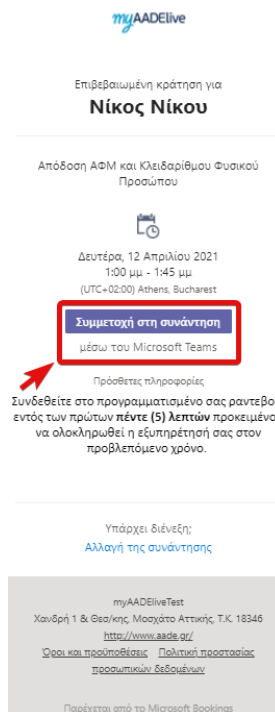 myAADElive
Επιβεβαιωμένη κράτηση για
Νίκος Νίκου
Απόδοση ΑΦΜ και Κλειδαρίθμου Φυσικού
Προσώπου
Δευτέρα, 12 Απριλίου 2021
1:00 μμ - 1:45 μμ
(UTC+02:00) Athens, Bucharest
Συμμετοχή στη συνάντηση
μέσω του Microsoft Teams
Πρόσθετες πληροφορίες
Συνδεθείτε στο προγραμματισμένο σας ραντεβο
εντός των πρώτων πέντε (5) λεπτών προκειμένο
να ολοκληρωθεί η εξυπηρέτησή σας στον
προβλεπόμενο χρόνο.
Υπάρχει διένεξη;
Αλλαγή της συνάντησης
myAADEliveTest
Χανδρή 1 & Θεσ/κης, Μοσχάτο Αττικής, Τ.Κ. 18346
http://www.aade.gr/
Όροι και προϋποθέσεις Πολιτική προστασίας
προσωπικών δεδομένων
Παρέχεται από το Microsoft Bookings